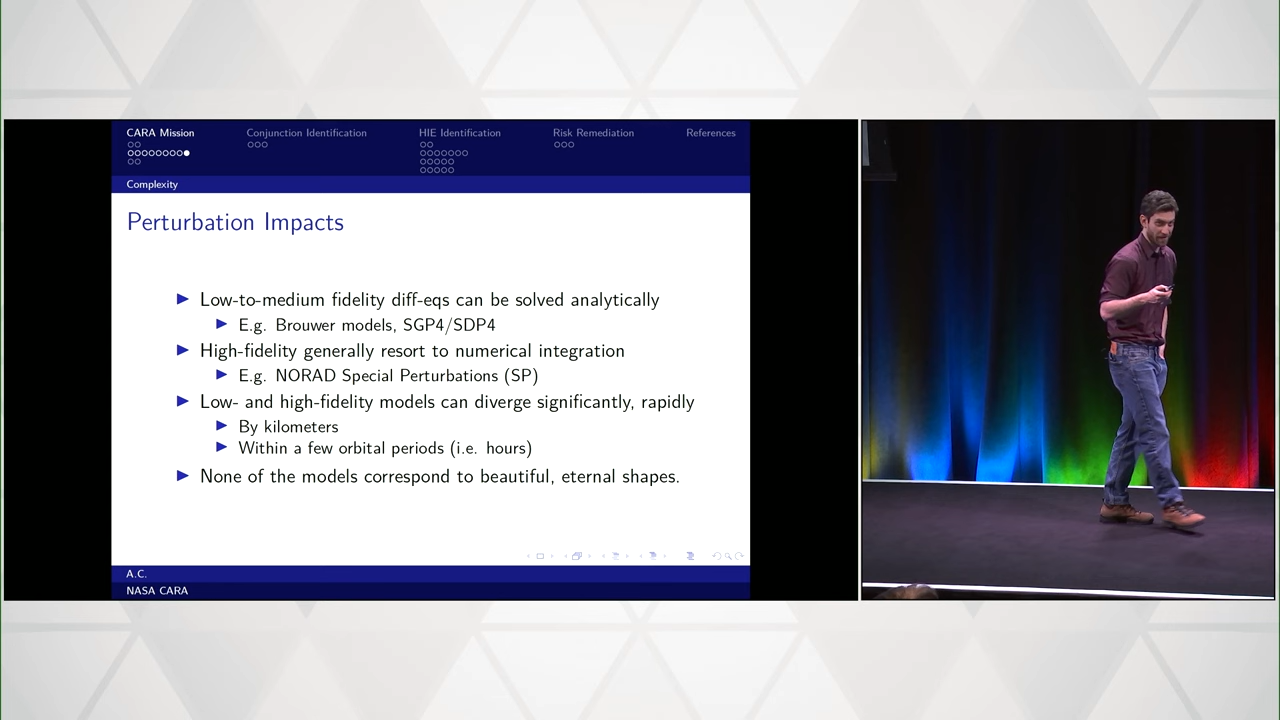 CARA Mission
Conjunction Identification
HIE Identification
Risk Remediation
References
Complexity
Perturbation Impacts
Low-to-medium fidelity diff-eqs can be solved analytically
E.g. Brouwer models, SGP4/SDP4
High-fidelity generally resort to numerical integration
E.g. NORAD Special Perturbations (SP)
Low- and high-fidelity models can diverge significantly, rapidly
By kilometers
Within a few orbital periods (i.e. hours)
None of the models correspond to beautiful, eternal shapes.
A.C.
NASA CARA